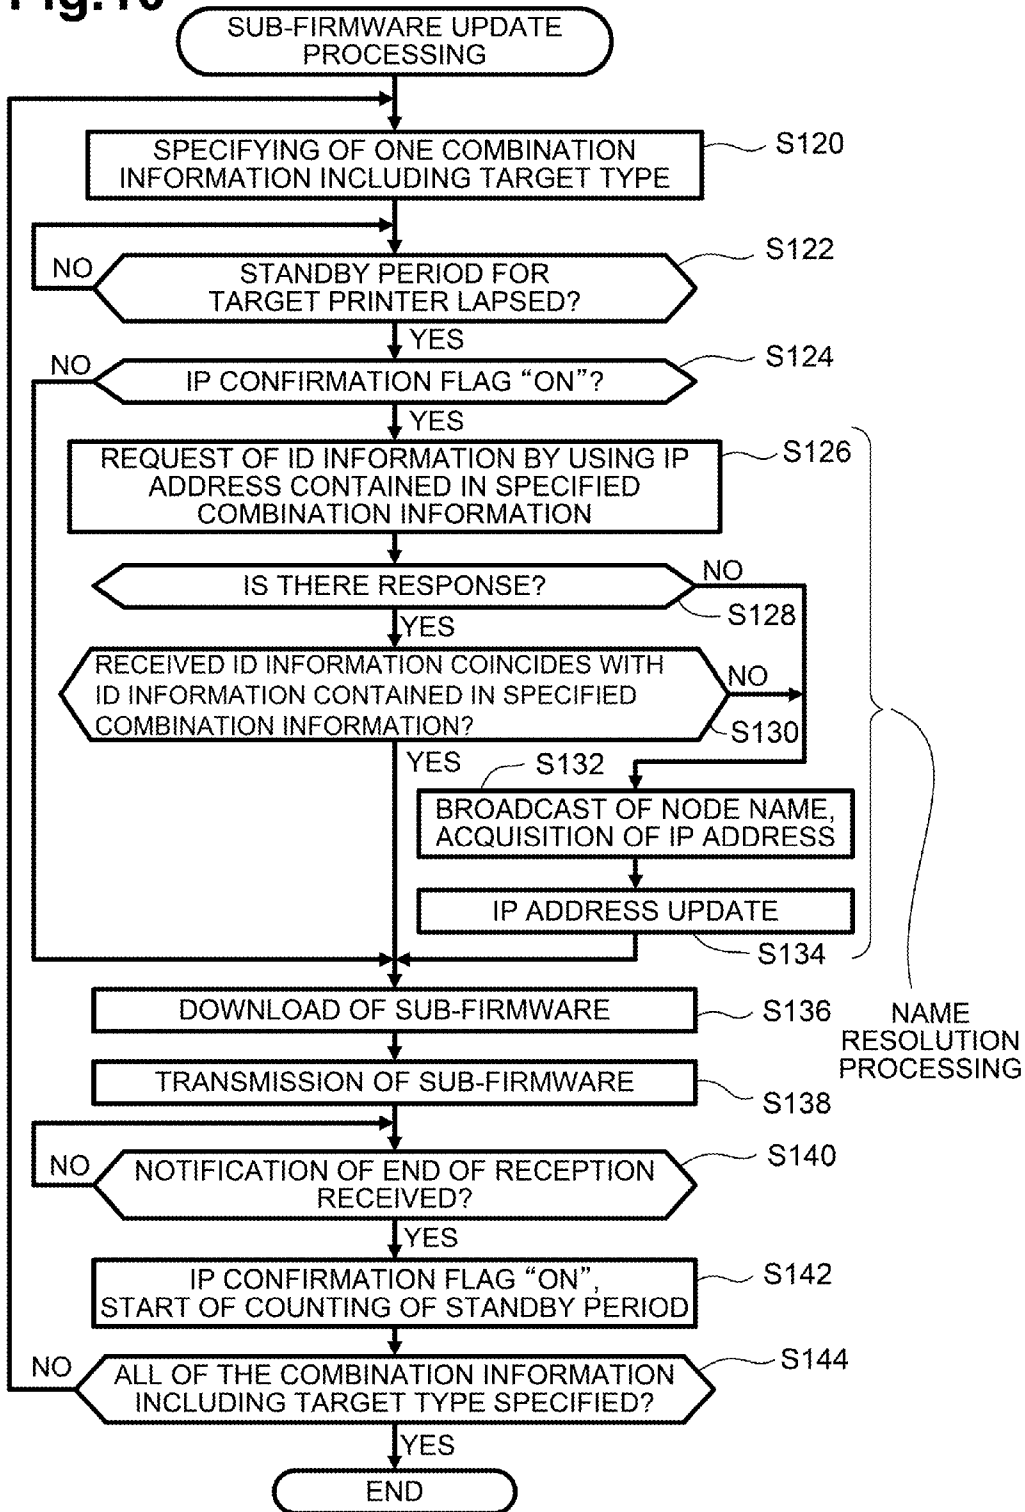 SUB-FIRMWARE UPDATE
PROCESSING
SPECIFYING OF ONE COMBINATION
INFORMATION INCLUDING TARGET TYPE
S120
NO
STANDBY PERIOD FOR
TARGET PRINTER LAPSED?
S122
YES
NO
IP CONFIRMATION FLAG “ON”?
S124
YES
REQUEST OF ID INFORMATION BY USING IP
ADDRESS CONTAINED IN SPECIFIED
COMBINATION INFORMATION
S126
IS THERE RESPONSE?
NO
S128
YES
RECEIVED ID INFORMATION COINCIDES WITH
ID INFORMATION CONTAINED IN SPECIFIED
COMBINATION INFORMATION?
NO
S130
YES
S132
BROADCAST OF NODE NAME,
ACQUISITION OF IP ADDRESS
IP ADDRESS UPDATE
S134
NAME
RESOLUTION
PROCESSING
DOWNLOAD OF SUB-FIRMWARE
S136
TRANSMISSION OF SUB-FIRMWARE
S138
NO
NOTIFICATION OF END OF RECEPTION
RECEIVED?
S140
YES
IP CONFIRMATION FLAG “ON”,
START OF COUNTING OF STANDBY PERIOD
S142
NO
ALL OF THE COMBINATION INFORMATION
INCLUDING TARGET TYPE SPECIFIED?
S144
YES
END